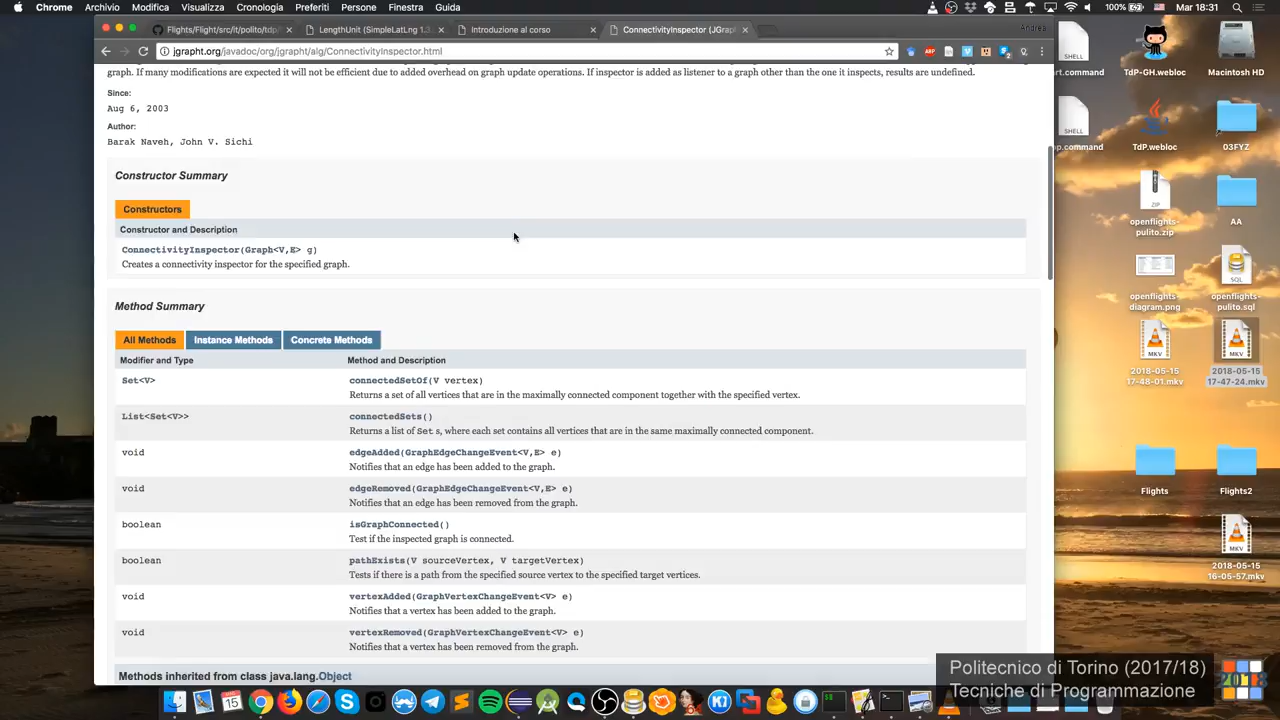 Chrome Archivio Modifica Visualizza Cronologia Preferiti Persone Finestra Guida
100% Mar 18:31
Flights/Flight/src/it/polito/tdp/
LengthUnit (SimpleLatLng 1.3.
Introduzione al corso
ConnectivityInspector (JGrap
Andrea
jgrapht.org/javadoc/org/jgrapht/alg/ConnectivityInspector.html
graph. If many modifications are expected it will not be efficient due to added overhead on graph update operations. If inspector is added as listener to a graph other than the one it inspects, results are undefined.
Since:
Aug 6, 2003
Author:
Barak Naveh, John V. Sichi
Constructor Summary
Constructors
Constructor and Description
ConnectivityInspector(Graph<V,E> g)
Creates a connectivity inspector for the specified graph.
Method Summary
All Methods Instance Methods Concrete Methods
Modifier and Type Method and Description
Set<V> connectedSetOf(V vertex)
Returns a set of all vertices that are in the maximally connected component together with the specified vertex.
List<Set<V>> connectedSets()
Returns a list of Set s, where each set contains all vertices that are in the same maximally connected component.
void edgeAdded(GraphEdgeChangeEvent<V,E> e)
Notifies that an edge has been added to the graph.
void edgeRemoved(GraphEdgeChangeEvent<V,E> e)
Notifies that an edge has been removed from the graph.
boolean isGraphConnected()
Test if the inspected graph is connected.
boolean pathExists(V sourceVertex, V targetVertex)
Tests if there is a path from the specified source vertex to the specified target vertices.
void vertexAdded(GraphVertexChangeEvent<V> e)
Notifies that a vertex has been added to the graph.
void vertexRemoved(GraphVertexChangeEvent<V> e)
Notifies that a vertex has been removed from the graph.
Methods inherited from class java.lang.Object
SHELL
art.command
TdP-GH.webloc
Macintosh HD
SHELL
op.command
TdP.webloc
03FYZ
ZIP
openflights-
pulito.zip
AA
openflights-
diagram.png
SQL
openflights-
pulito.sql
MKV
2018-05-15
17-48-01.mkv
MKV
2018-05-15
17-47-24.mkv
Flights
Flights2
MKV
2018-05-15
16-05-57.mkv
Politecnico di Torino (2017/18)
Tecniche di Programmazione
2018